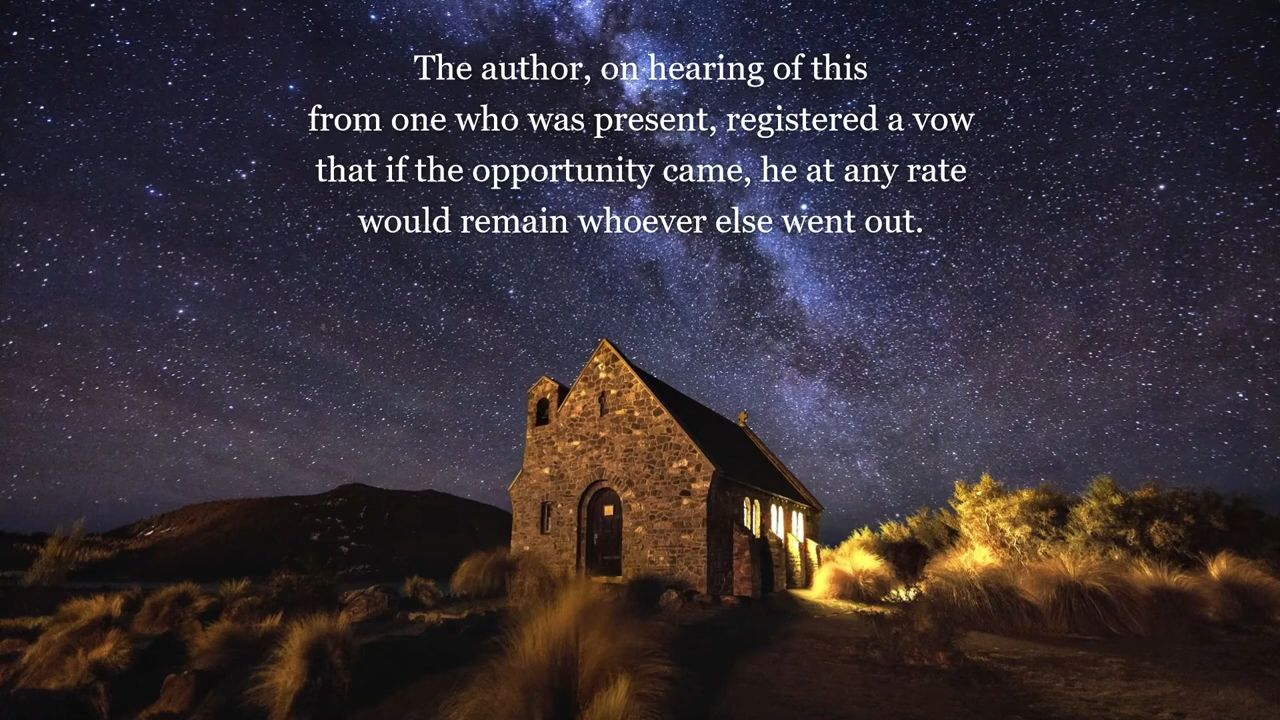 The author, on hearing of this
from one who was present, registered a vow
that if the opportunity came, he at any rate
would remain whoever else went out.